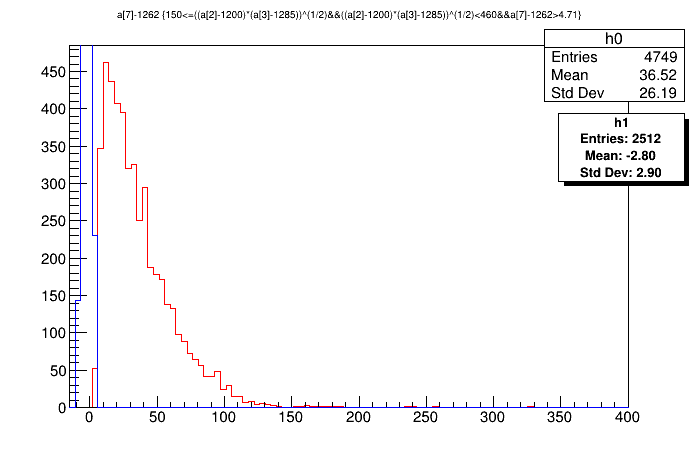 a[7]-1262 {150<=((a[2]-1200)*(a[3]-1285))^(1/2)&&((a[2]-1200)*(a[3]-1285))^(1/2)<460&&a[7]-1262>4.71}
h0
Entries 4749
Mean 36.52
Std Dev 26.19
h1
Entries: 2512
Mean: -2.80
Std Dev: 2.90
450
400
350
300
250
200
150
100
50
0
0 50 100 150 200 250 300 350 400